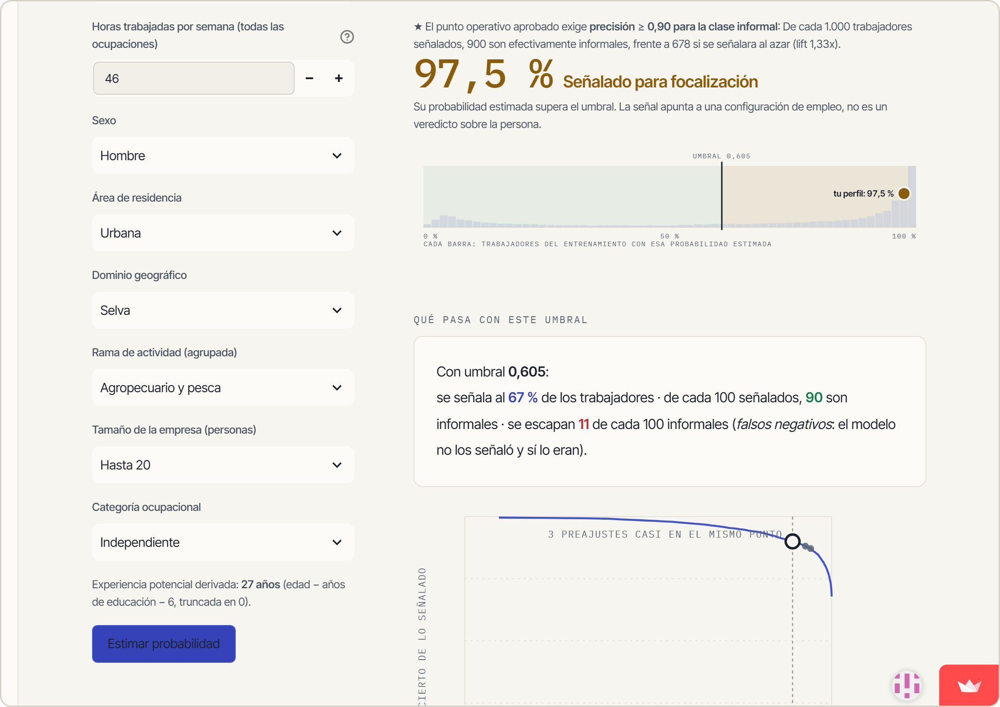 Horas trabajadas por semana (todas las
ocupaciones)
46
Sexo
Hombre
Área de residencia
Urbana
Dominio geográfico
Selva
Rama de actividad (agrupada)
Agropecuario y pesca
Tamaño de la empresa (personas)
Hasta 20
Categoría ocupacional
Independiente
Experiencia potencial derivada: 27 años (edad – años
de educación – 6, truncada en 0).
Estimar probabilidad
★ El punto operativo aprobado exige precisión ≥ 0,90 para la clase informal: De cada 1.000 trabajadores
señalados, 900 son efectivamente informales, frente a 678 si se señalara al azar (lift 1,33x).
97,5 % Señalado para focalización
Su probabilidad estimada supera el umbral. La señal apunta a una configuración de empleo, no es un
veredicto sobre la persona.
UMBRAL 0,605
tu perfil: 97,5 %
0 % 50 % 100 %
CADA BARRA: TRABAJADORES DEL ENTRENAMIENTO CON ESA PROBABILIDAD ESTIMADA
QUÉ PASA CON ESTE UMBRAL
Con umbral 0,605:
se señala al 67 % de los trabajadores · de cada 100 señalados, 90 son
informales · se escapan 11 de cada 100 informales (falsos negativos: el modelo
no los señaló y sí lo eran).
3 PREAJUSTES CASI EN EL MISMO PUNTO
CIERTO DE LO SEÑALADO